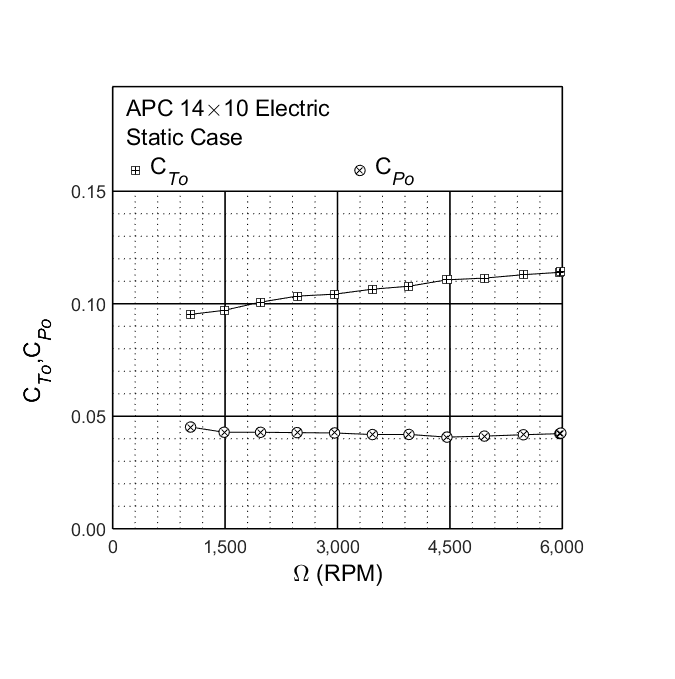 APC 14×10 Electric
Static Case
C_To C_Po
0.15
0.10
0.05
0.00
C_To,C_Po
0 1,500 3,000 4,500 6,000
Ω (RPM)